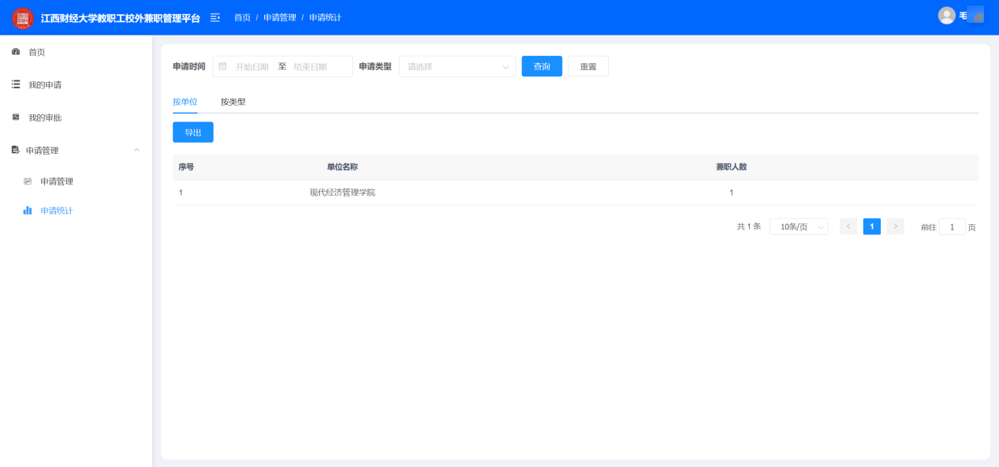 江西财经大学教职工校外兼职管理平台 首页 / 申请管理 / 申请统计 毛
首页
我的申请
我的审批
申请管理
申请管理
申请统计
申请时间 开始日期 至 结束日期 申请类型 请选择 查询 重置
按单位 按类型
导出
序号 单位名称 兼职人数
1 现代经济管理学院 1
共 1 条 10条/页 1 前往 1 页